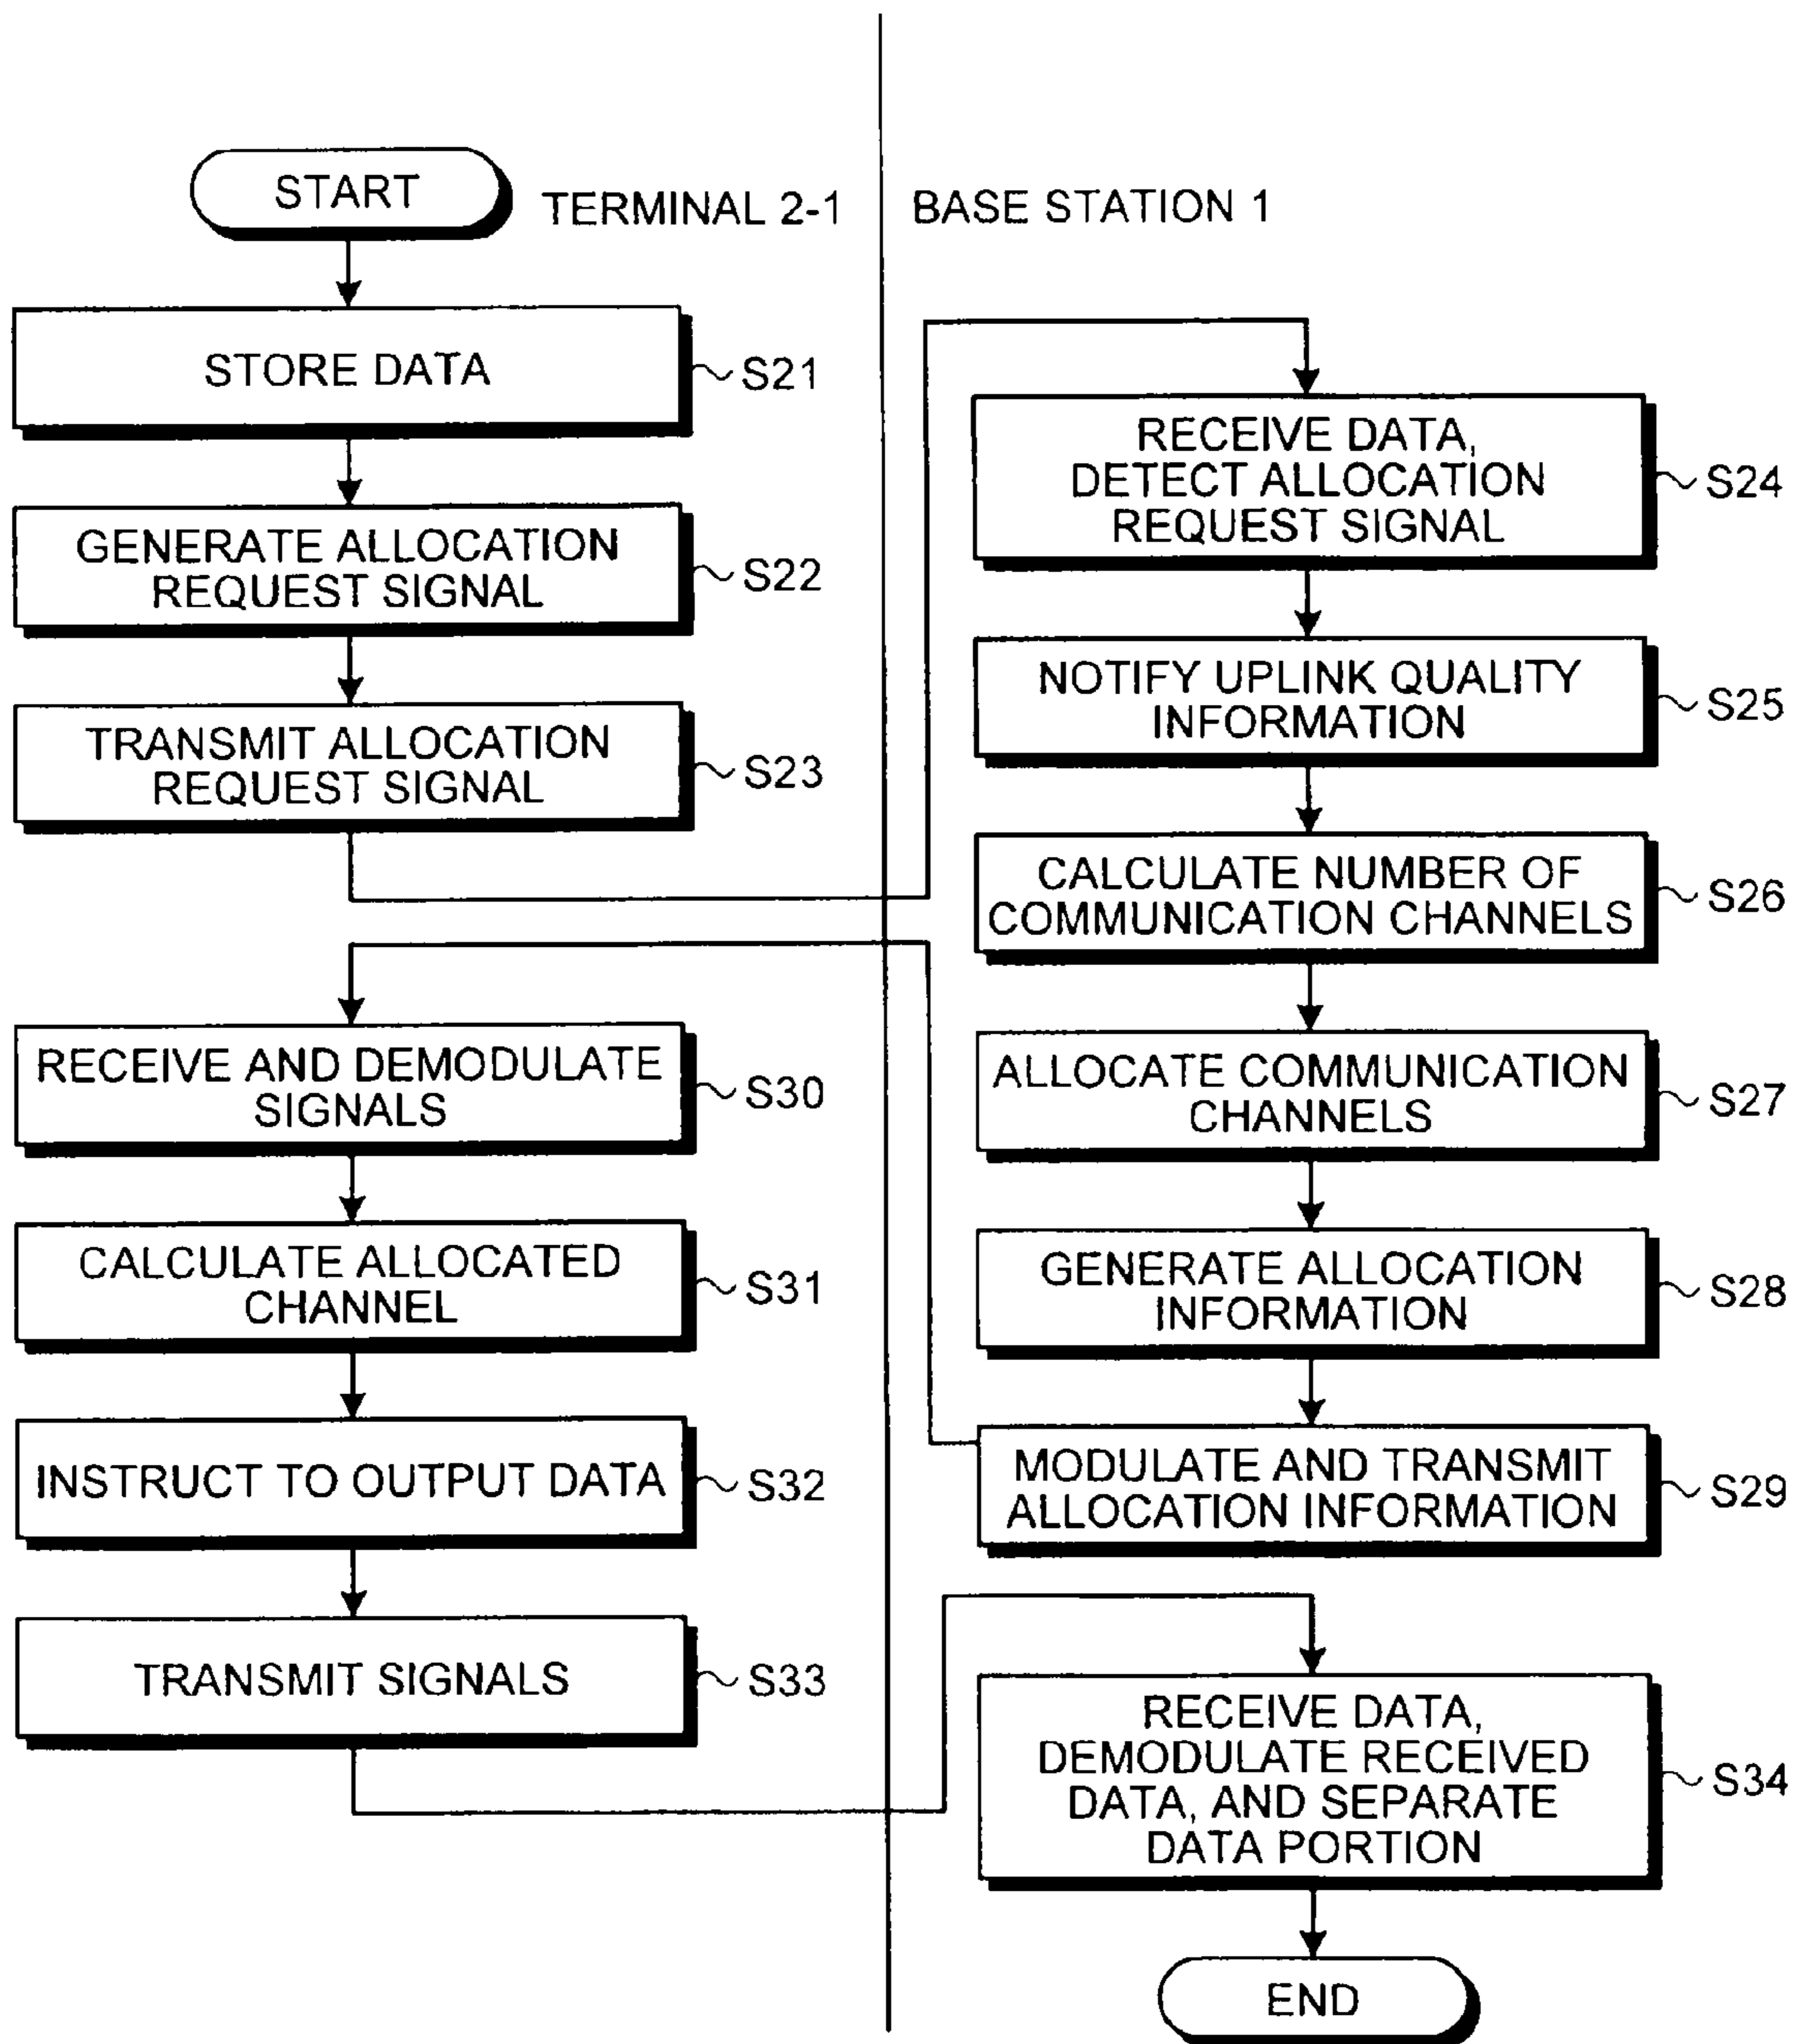 START
TERMINAL 2-1
BASE STATION 1
STORE DATA
S21
GENERATE ALLOCATION
REQUEST SIGNAL
S22
TRANSMIT ALLOCATION
REQUEST SIGNAL
S23
RECEIVE DATA,
DETECT ALLOCATION
REQUEST SIGNAL
S24
NOTIFY UPLINK QUALITY
INFORMATION
S25
CALCULATE NUMBER OF
COMMUNICATION CHANNELS
S26
ALLOCATE COMMUNICATION
CHANNELS
S27
GENERATE ALLOCATION
INFORMATION
S28
MODULATE AND TRANSMIT
ALLOCATION INFORMATION
S29
RECEIVE AND DEMODULATE
SIGNALS
S30
CALCULATE ALLOCATED
CHANNEL
S31
INSTRUCT TO OUTPUT DATA
S32
TRANSMIT SIGNALS
S33
RECEIVE DATA,
DEMODULATE RECEIVED
DATA, AND SEPARATE
DATA PORTION
S34
END